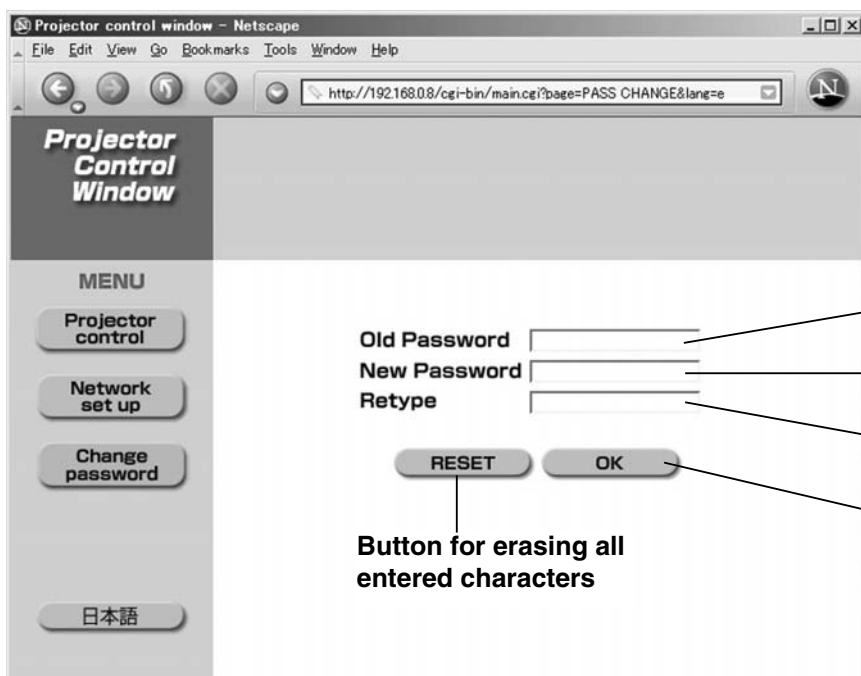 Projector control window - Netscape
File Edit View Go Bookmarks Tools Window Help
http://192.168.0.8/cgi-bin/main.cgi?page=PASS CHANGE&lang=e
N
Projector
Control
Window
MENU
Projector
control
Network
set up
Change
password
日本語
Old Password
New Password
Retype
RESET
OK
Button for erasing all
entered characters